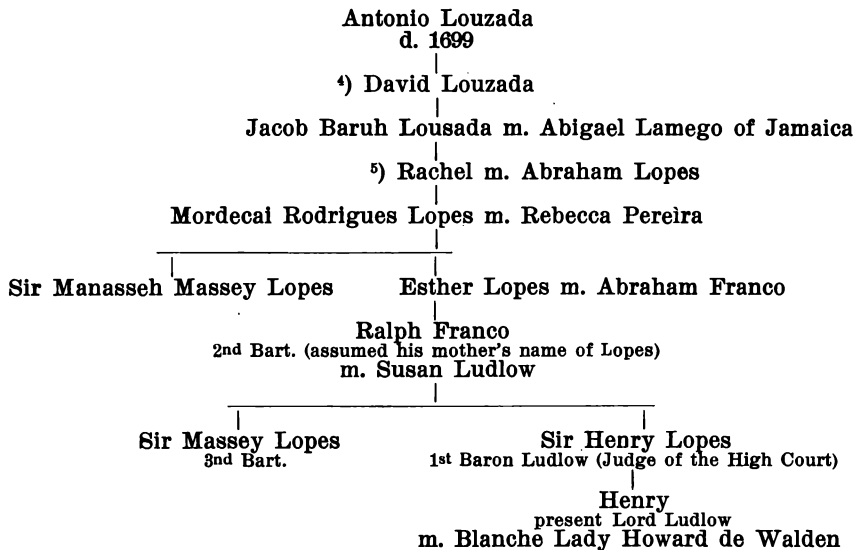 Antonio Louzada
d. 1699
⁴) David Louzada
Jacob Baruh Lousada m. Abigael Lamego of Jamaica
⁵) Rachel m. Abraham Lopes
Mordecai Rodrigues Lopes m. Rebecca Pereira
Sir Manasseh Massey Lopes    Esther Lopes m. Abraham Franco
Ralph Franco
2nd Bart. (assumed his mother's name of Lopes)
m. Susan Ludlow
Sir Massey Lopes    Sir Henry Lopes
3nd Bart.    1st Baron Ludlow (Judge of the High Court)
Henry
present Lord Ludlow
m. Blanche Lady Howard de Walden